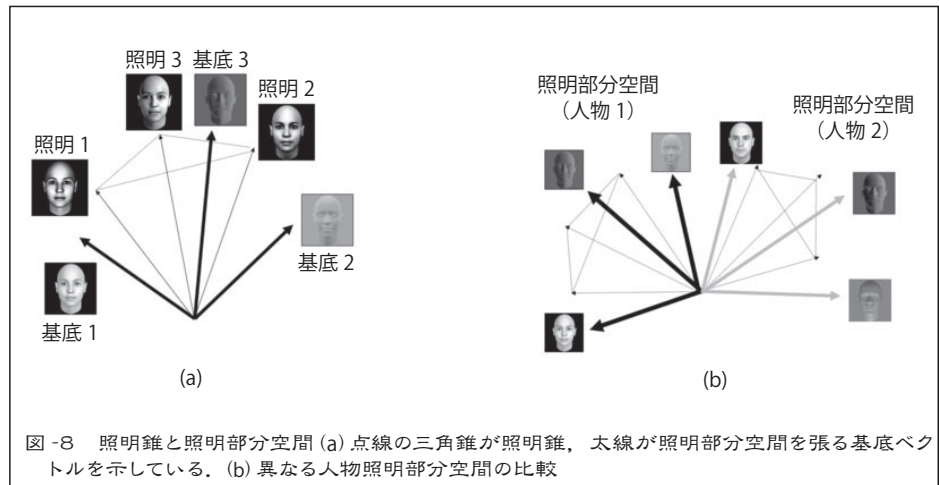 照明 3 基底 3
照明 2
照明 1
基底 2
基底 1
(a)
照明部分空間
（人物 1）
照明部分空間
（人物 2）
(b)
図 -8　照明錐と照明部分空間 (a) 点線の三角錐が照明錐，太線が照明部分空間を張る基底ベク
トルを示している．(b) 異なる人物照明部分空間の比較